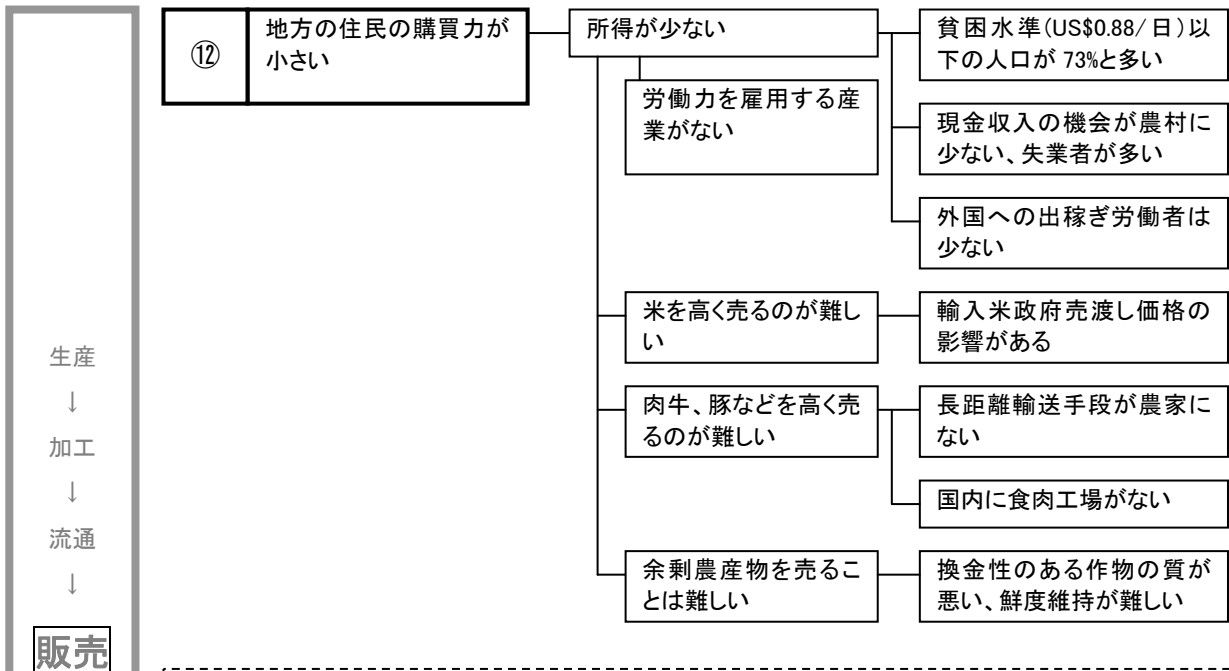 ⑫
地方の住民の購買力が
小さい
所得が少ない
貧困水準(US$0.88/日)以
下の人口が 73%と多い
労働力を雇用する産
業がない
現金収入の機会が農村に
少ない、失業者が多い
外国への出稼ぎ労働者は
少ない
米を高く売るのが難し
い
輸入米政府売渡し価格の
影響がある
肉牛、豚などを高く売
るのが難しい
長距離輸送手段が農家に
ない
国内に食肉工場がない
余剰農産物を売るこ
とは難しい
換金性のある作物の質が
悪い、鮮度維持が難しい
生産
↓
加工
↓
流通
↓
販売